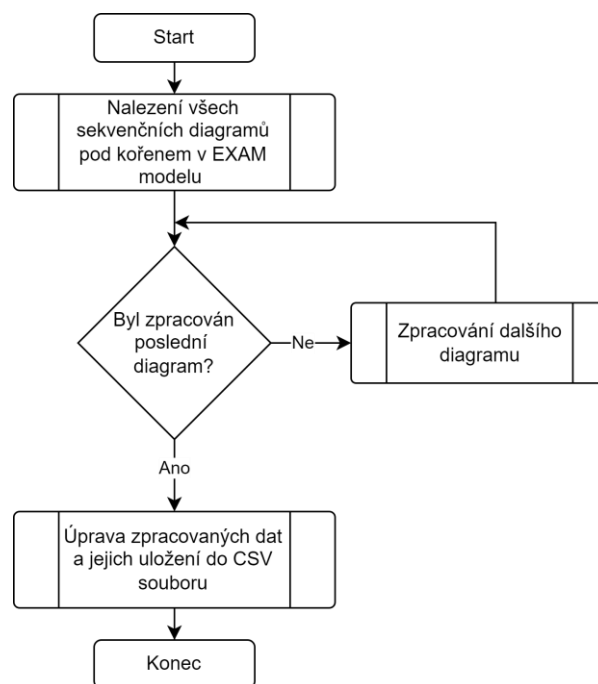 Start
Nalezení všech
sekvenčních diagramů
pod kořenem v EXAM
modelu
Byl zpracován
poslední
diagram?
Ne
Zpracování dalšího
diagramu
Ano
Úprava zpracovaných dat
a jejich uložení do CSV
souboru
Konec